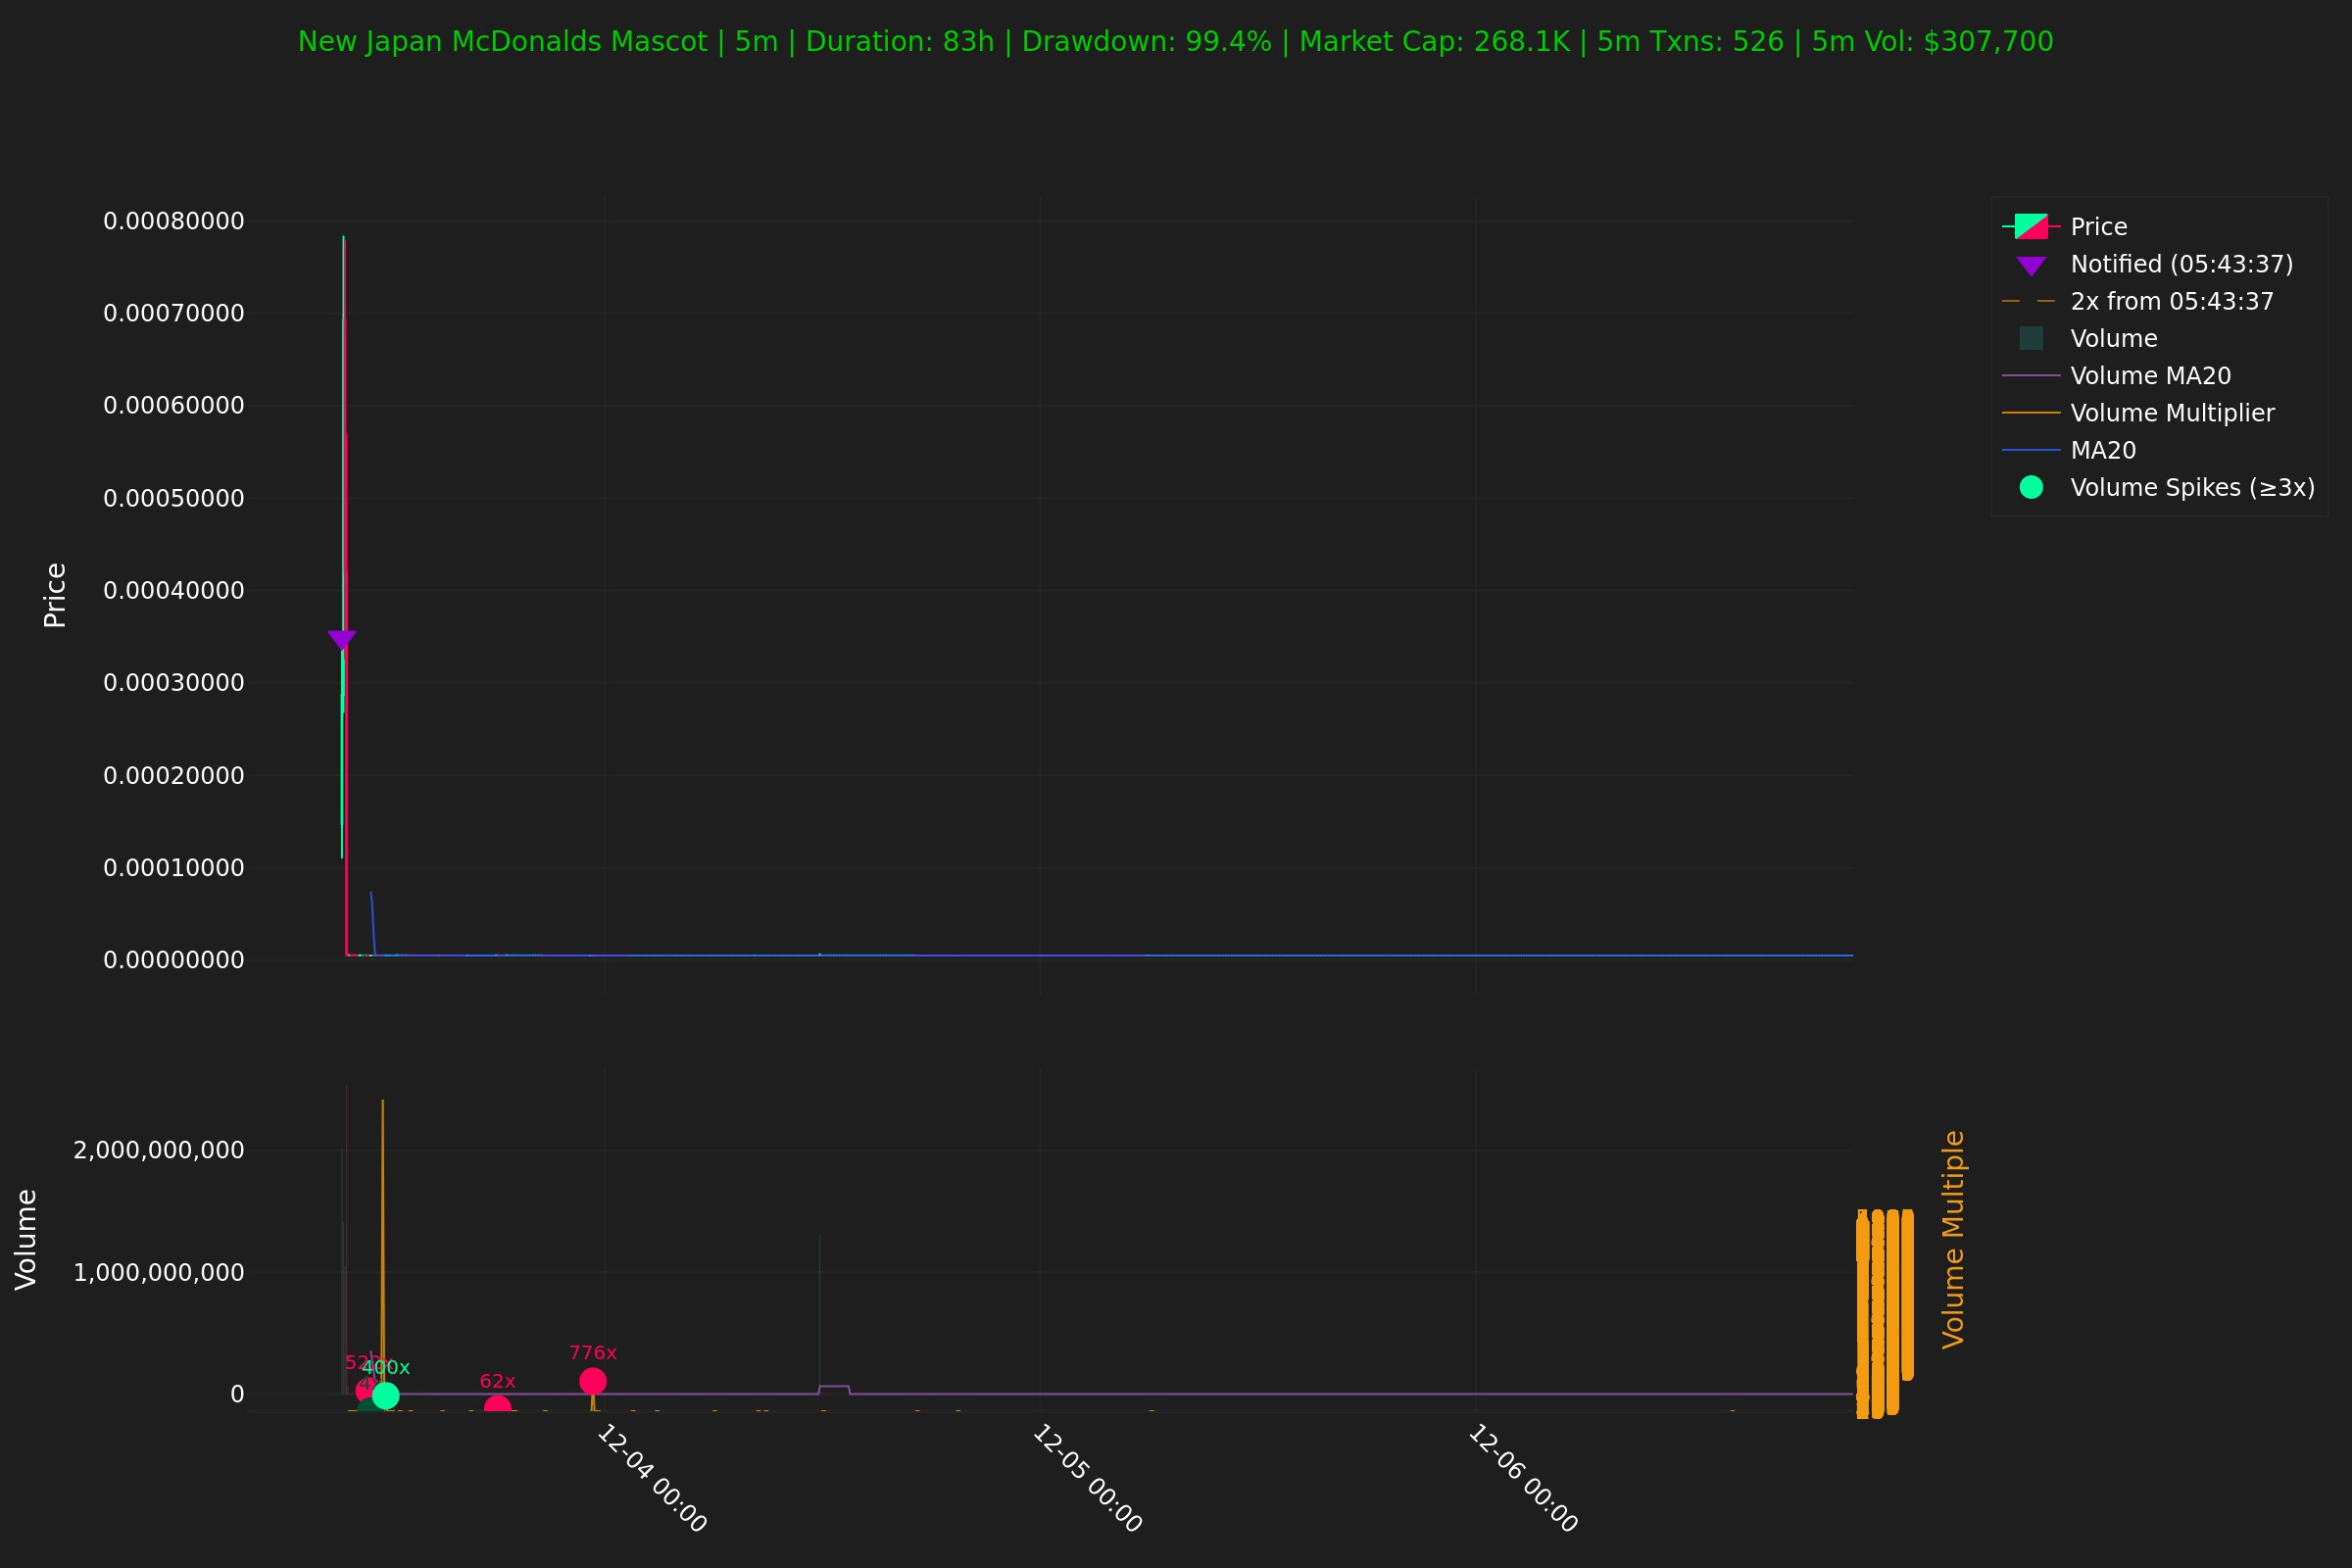 New Japan McDonalds Mascot | 5m | Duration: 83h | Drawdown: 99.4% | Market Cap: 268.1K | 5m Txns: 526 | 5m Vol: $307,700
Price
0.00080000
0.00070000
0.00060000
0.00050000
0.00040000
0.00030000
0.00020000
0.00010000
0.00000000
Price
Notified (05:43:37)
2x from 05:43:37
Volume
Volume MA20
Volume Multiplier
MA20
Volume Spikes (≥3x)
Volume
2,000,000,000
1,000,000,000
0
400x
62x
776x
Volume Multiple
12-04 00:00
12-05 00:00
12-06 00:00